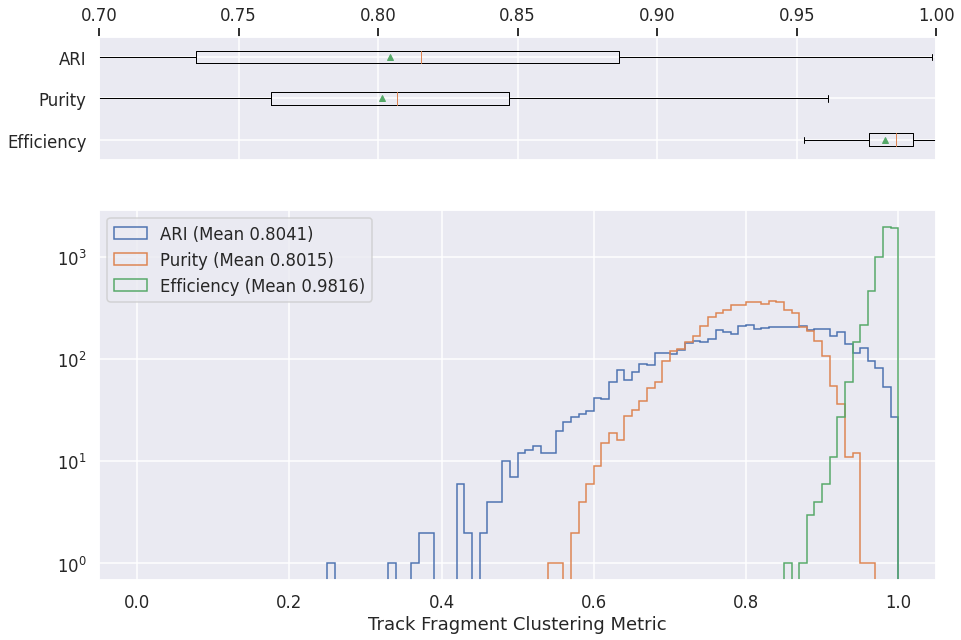 0.70 0.75 0.80 0.85 0.90 0.95 1.00
ARI
Purity
Efficiency
ARI (Mean 0.8041)
Purity (Mean 0.8015)
Efficiency (Mean 0.9816)
10³
10²
10¹
10⁰
0.0 0.2 0.4 0.6 0.8 1.0
Track Fragment Clustering Metric